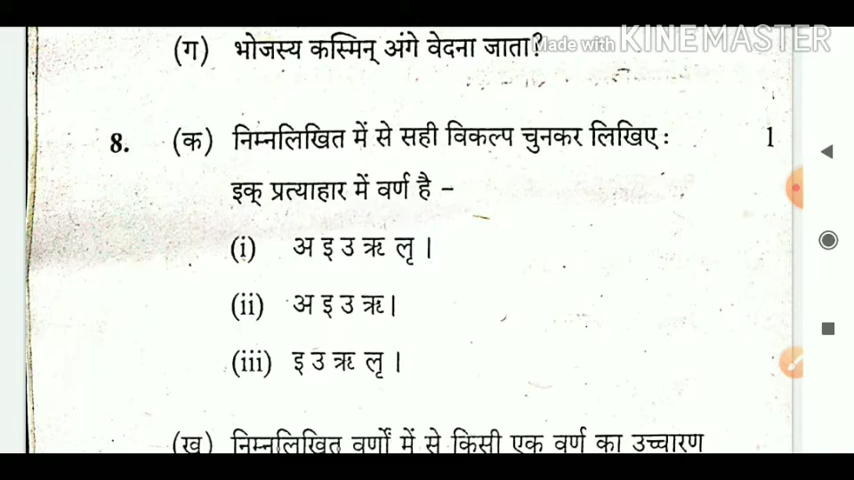 (ग) भोजस्य कस्मिन् अंगे वेदना जाता?
Made with KINEMASTER
8. (क) निम्नलिखित में से सही विकल्प चुनकर लिखिए : 1
इक् प्रत्याहार में वर्ण है –
(i) अ इ उ ऋ लृ ।
(ii) अ इ उ ऋ।
(iii) इ उ ऋ लृ ।
(ख) निम्नलिखित वर्णों में से किसी एक वर्ण का उच्चारण